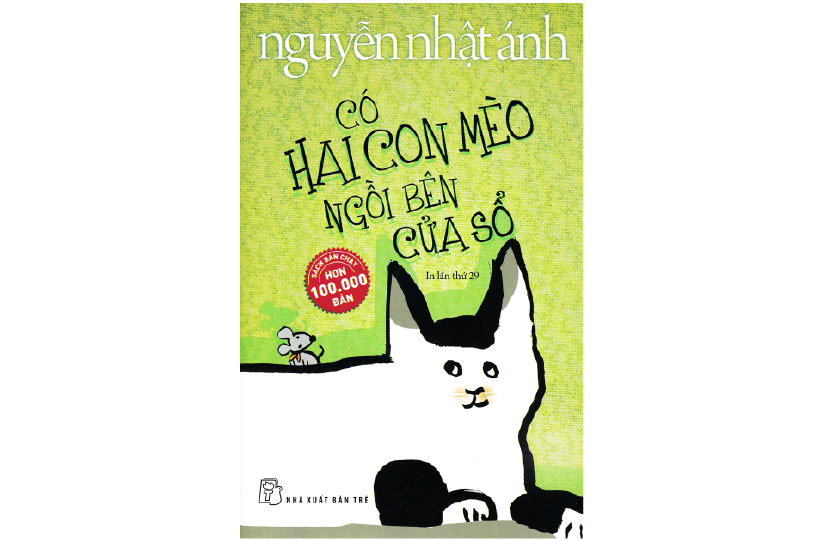 nguyễn nhật ánh
CÓ
HAI CON MÈO
NGỒI BÊN
CỬA SỔ
In lần thứ 29
SÁCH BÁN CHẠY
HƠN
100.000
BẢN
NHÀ XUẤT BẢN TRẺ